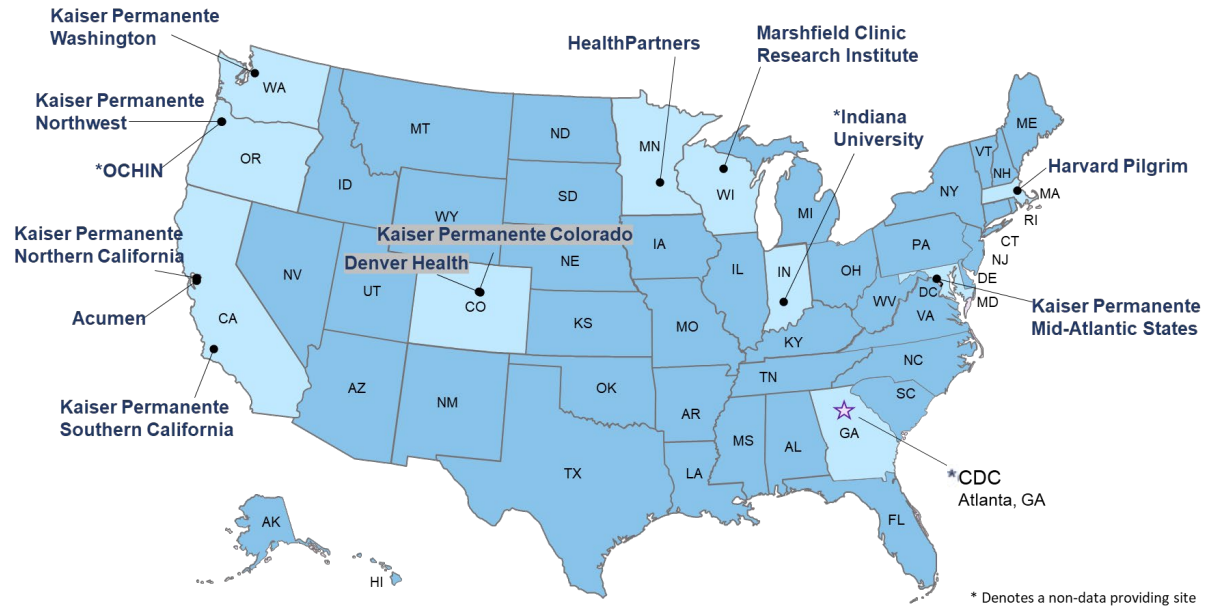 Kaiser Permanente
Washington
HealthPartners
Marshfield Clinic
Research Institute
Kaiser Permanente
Northwest
*OCHIN
*Indiana
University
Harvard Pilgrim
Kaiser Permanente
Northern California
Kaiser Permanente Colorado
Denver Health
Acumen
Kaiser Permanente
Mid-Atlantic States
Kaiser Permanente
Southern California
*CDC
Atlanta, GA
WA
MT
ND
MN
ME
VT
NH
OR
ID
SD
WI
NY
MA
MI
RI
WY
CT
IA
PA
NJ
NV
NE
IL
IN
OH
DE
UT
CO
WV
DC
MD
CA
KS
MO
KY
VA
AZ
NM
OK
TN
NC
AR
SC
MS
AL
GA
TX
LA
AK
FL
HI
* Denotes a non-data providing site